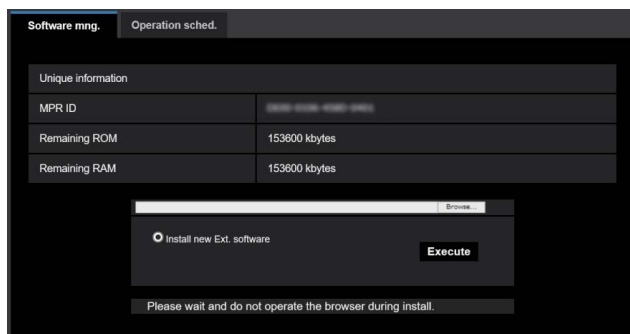 Software mng. Operation sched.
Unique information
MPR ID
Remaining ROM 153600 kbytes
Remaining RAM 153600 kbytes
Browse...
Install new Ext. software
Execute
Please wait and do not operate the browser during install.